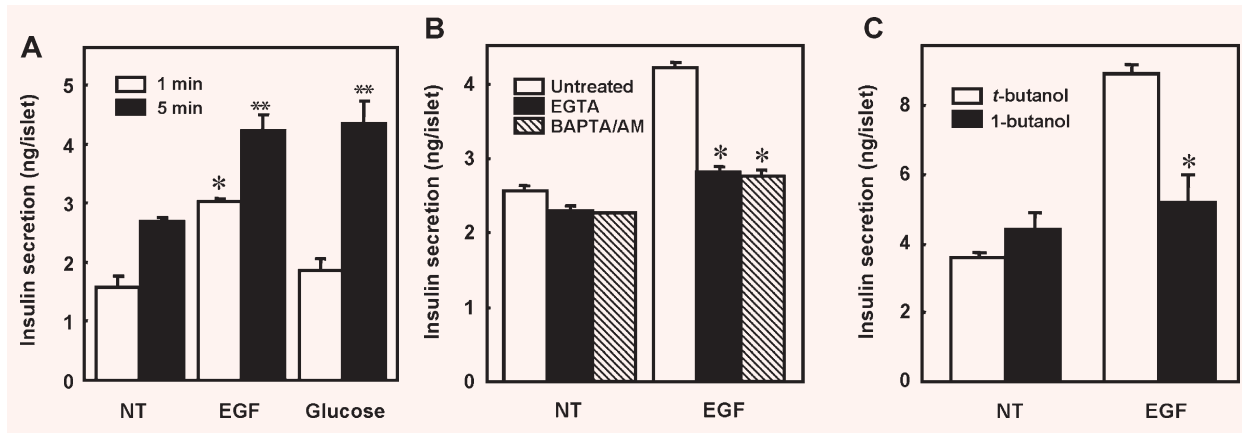 A
Insulin secretion (ng/islet)
5
4
3
2
1
0
1 min
5 min
*
**
**
NT
EGF
Glucose
B
Insulin secretion (ng/islet)
4
3
2
1
0
Untreated
EGTA
BAPTA/AM
*
*
NT
EGF
C
Insulin secretion (ng/islet)
8
6
4
2
0
t-butanol
1-butanol
*
NT
EGF